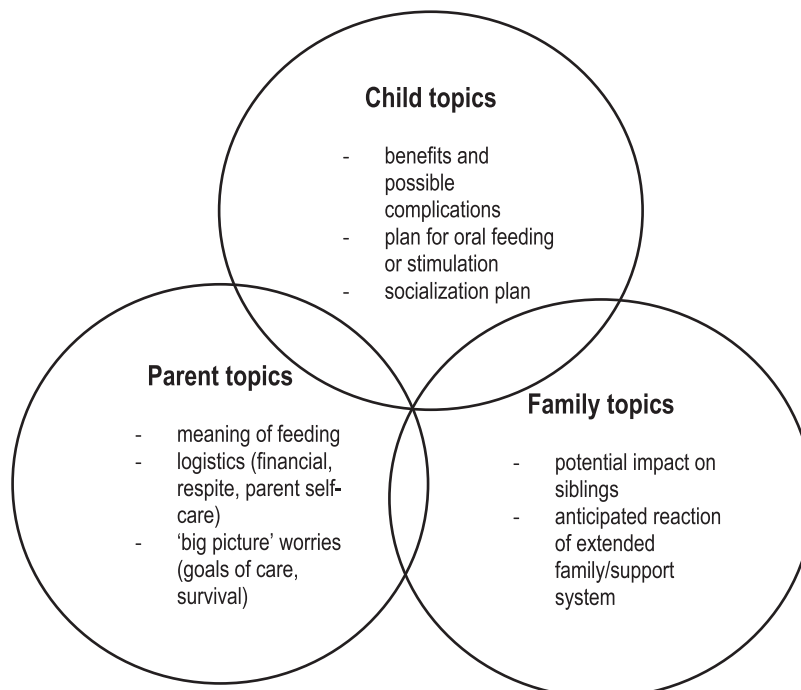 Child topics
- benefits and
possible
complications
- plan for oral feeding
or stimulation
- socialization plan
Parent topics
- meaning of feeding
- logistics (financial,
respite, parent self-
care)
- ‘big picture’ worries
(goals of care,
survival)
Family topics
- potential impact on
siblings
- anticipated reaction
of extended
family/support
system